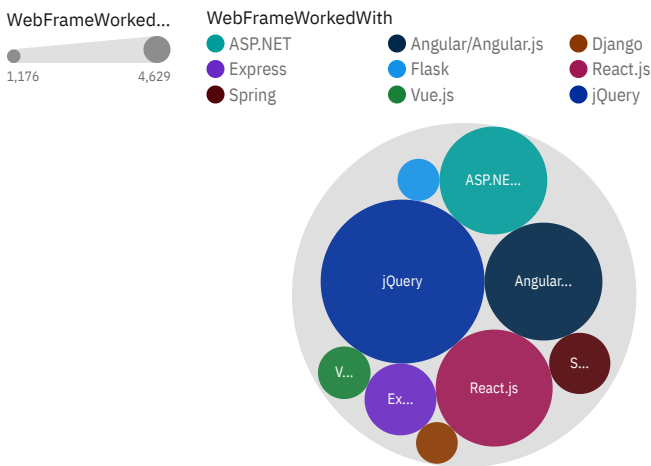 WebFrameWorked...
1,176 4,629
WebFrameWorkedWith
ASP.NET Angular/Angular.js Django
Express Flask React.js
Spring Vue.js jQuery
ASP.NE...
jQuery
Angular...
S...
V...
React.js
Ex...